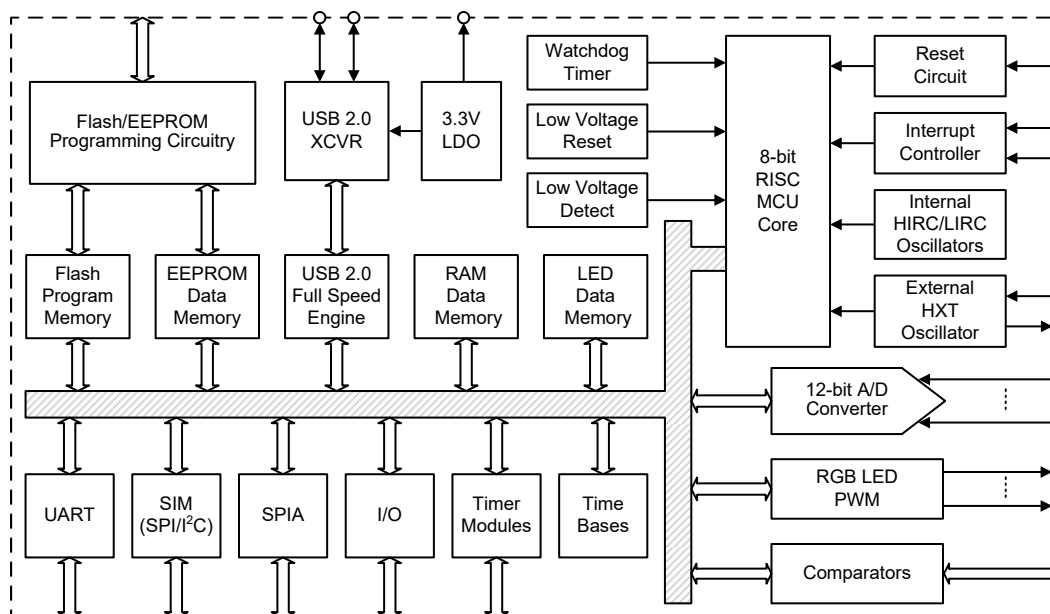 Flash/EEPROM
Programming Circuitry
USB 2.0
XCVR
3.3V
LDO
Watchdog
Timer
Low Voltage
Reset
Low Voltage
Detect
8-bit
RISC
MCU
Core
Reset
Circuit
Interrupt
Controller
Internal
HIRC/LIRC
Oscillators
External
HXT
Oscillator
Flash
Program
Memory
EEPROM
Data
Memory
USB 2.0
Full Speed
Engine
RAM
Data
Memory
LED
Data
Memory
12-bit A/D
Converter
RGB LED
PWM
Comparators
UART
SIM
(SPI/I²C)
SPIA
I/O
Timer
Modules
Time
Bases